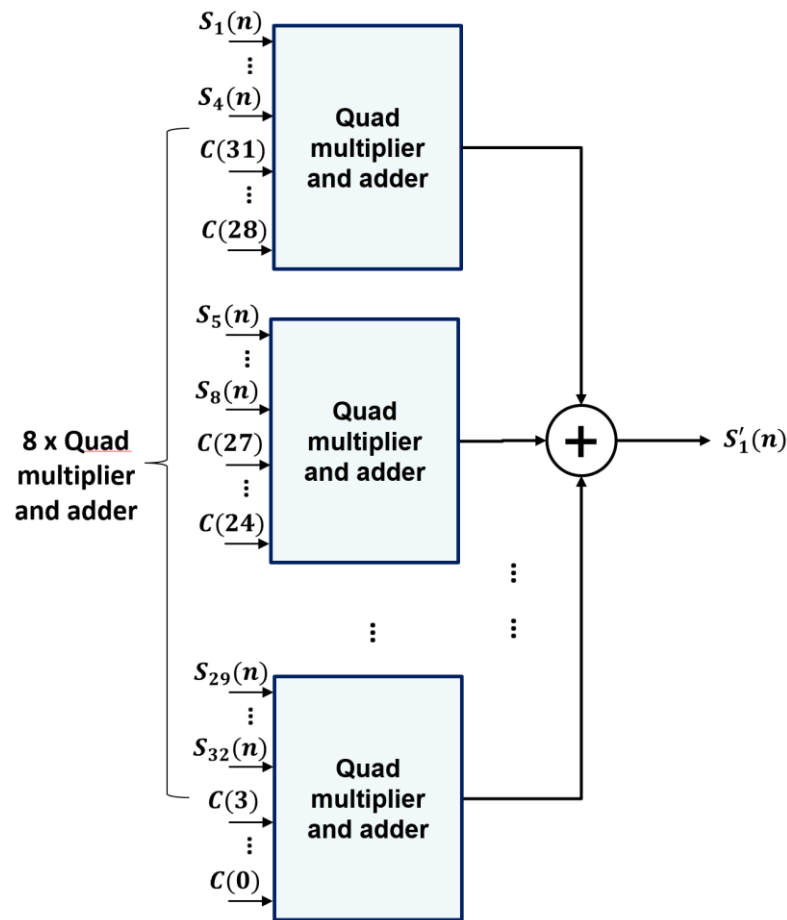 S₁(n)
⋮
S₄(n)
C(31)
⋮
C(28)
Quad
multiplier
and adder
S₅(n)
⋮
S₈(n)
C(27)
⋮
C(24)
Quad
multiplier
and adder
8 x Quad
multiplier
and adder
+
S′₁(n)
⋮
⋮
⋮
S₂₉(n)
⋮
S₃₂(n)
C(3)
⋮
C(0)
Quad
multiplier
and adder